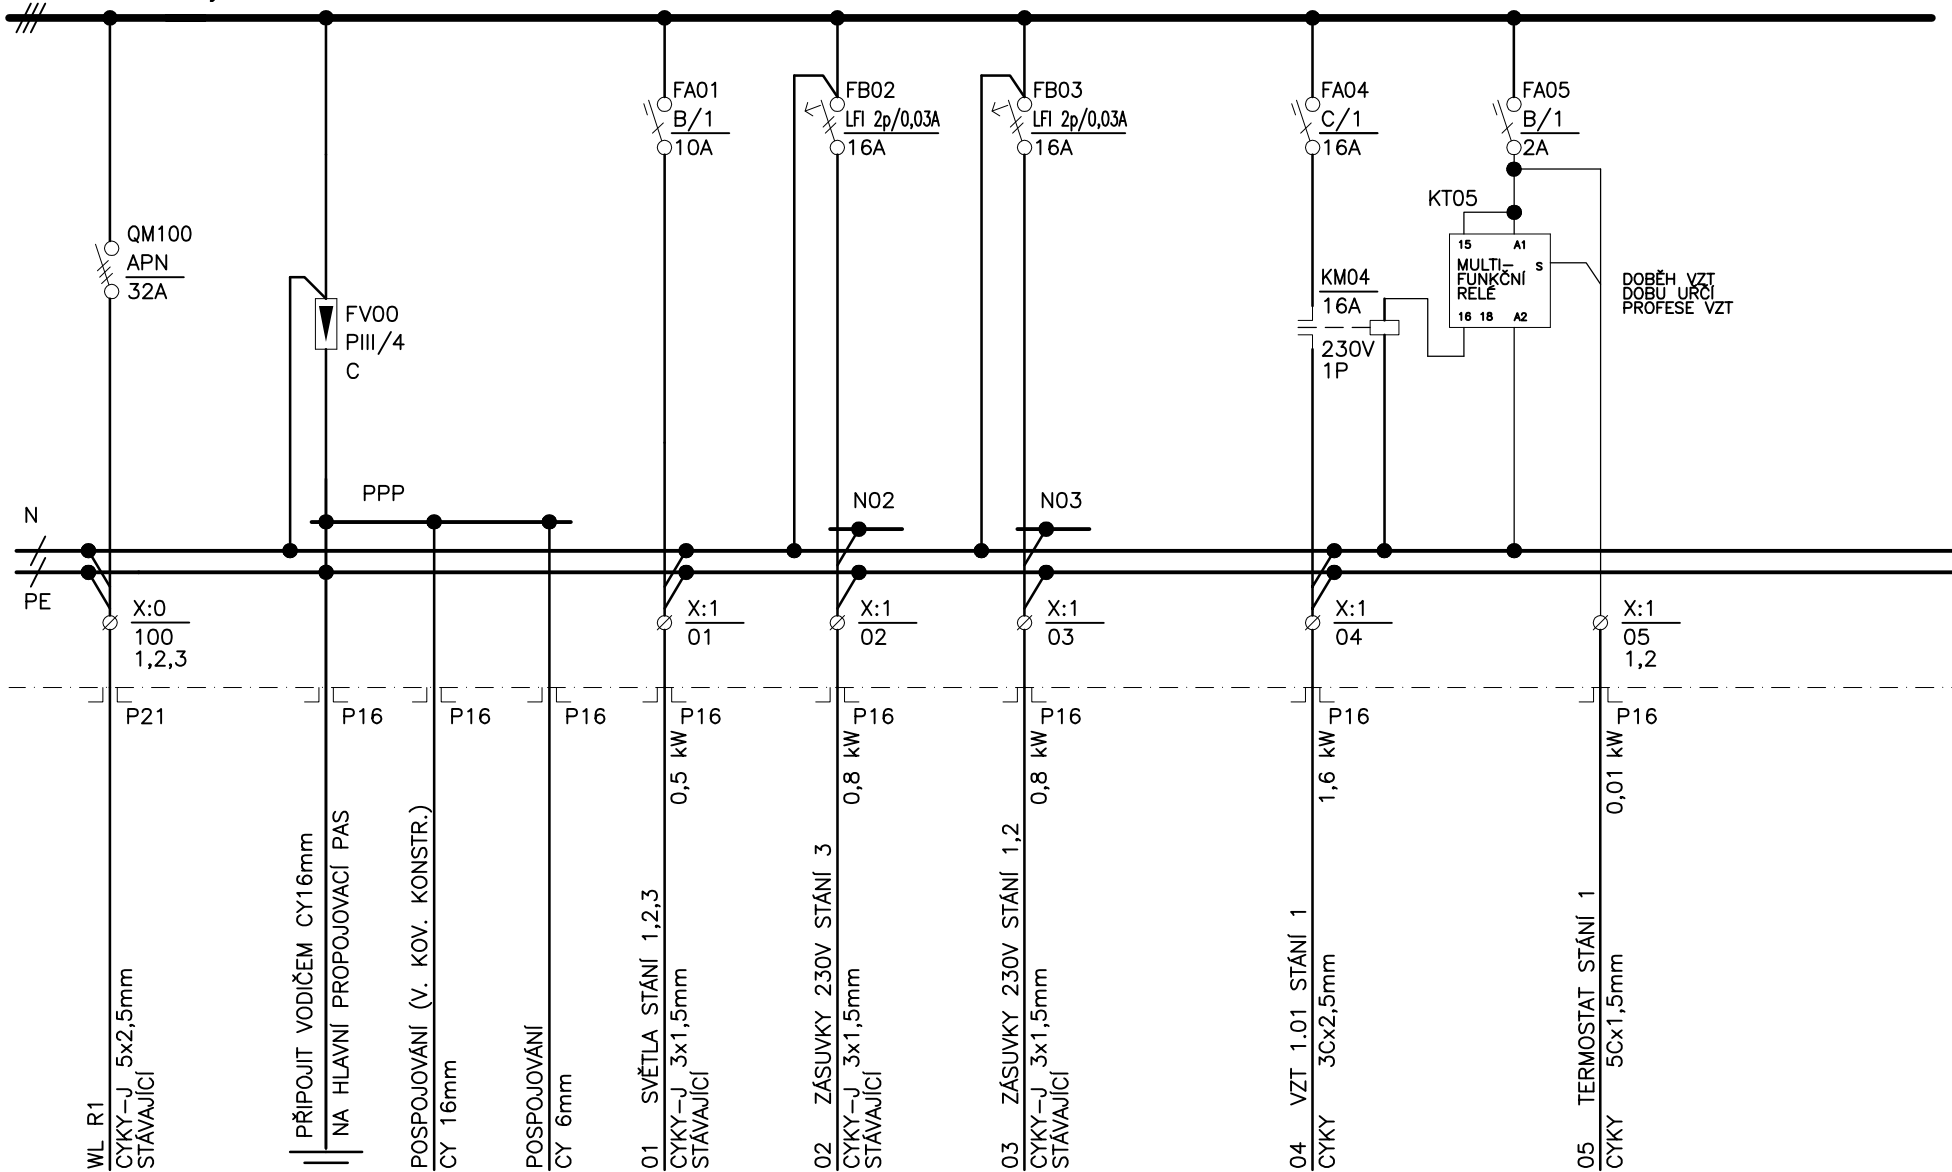 FA01
B/1
10A
FB02
LFI 2p/0,03A
16A
FB03
LFI 2p/0,03A
16A
FA04
C/1
16A
FA05
B/1
2A
QM100
APN
32A
FV00
PIII/4
C
KT05
15 A1
MULTI-
FUNKČNÍ
RELÉ
S
16 18 A2
DOBĚH VZT
DOBU URČÍ
PROFESE VZT
KM04
16A
230V
1P
PPP
N02
N03
N
PE
X:0
100
1,2,3
X:1
01
X:1
02
X:1
03
X:1
04
X:1
05
1,2
P21
P16
P16
P16
P16
P16
P16
P16
P16
WL R1
CYKY-J 5x2,5mm
STÁVAJÍCÍ
PŘIPOJIT VODIČEM CY16mm
NA HLAVNÍ PROPOJOVACÍ PAS
POSPOJOVÁNÍ (V. KOV. KONSTR.)
CY 16mm
POSPOJOVÁNÍ
CY 6mm
01 SVĚTLA STÁNÍ 1,2,3
CYKY-J 3x1,5mm 0,5 kW
STÁVAJÍCÍ
02 ZÁSUVKY 230V STÁNÍ 3
CYKY-J 3x1,5mm 0,8 kW
STÁVAJÍCÍ
03 ZÁSUVKY 230V STÁNÍ 1,2
CYKY-J 3x1,5mm 0,8 kW
STÁVAJÍCÍ
04 VZT 1.01 STÁNÍ 1
CYKY 3Cx2,5mm 1,6 kW
05 TERMOSTAT STÁNÍ 1
CYKY 5Cx1,5mm 0,01 kW